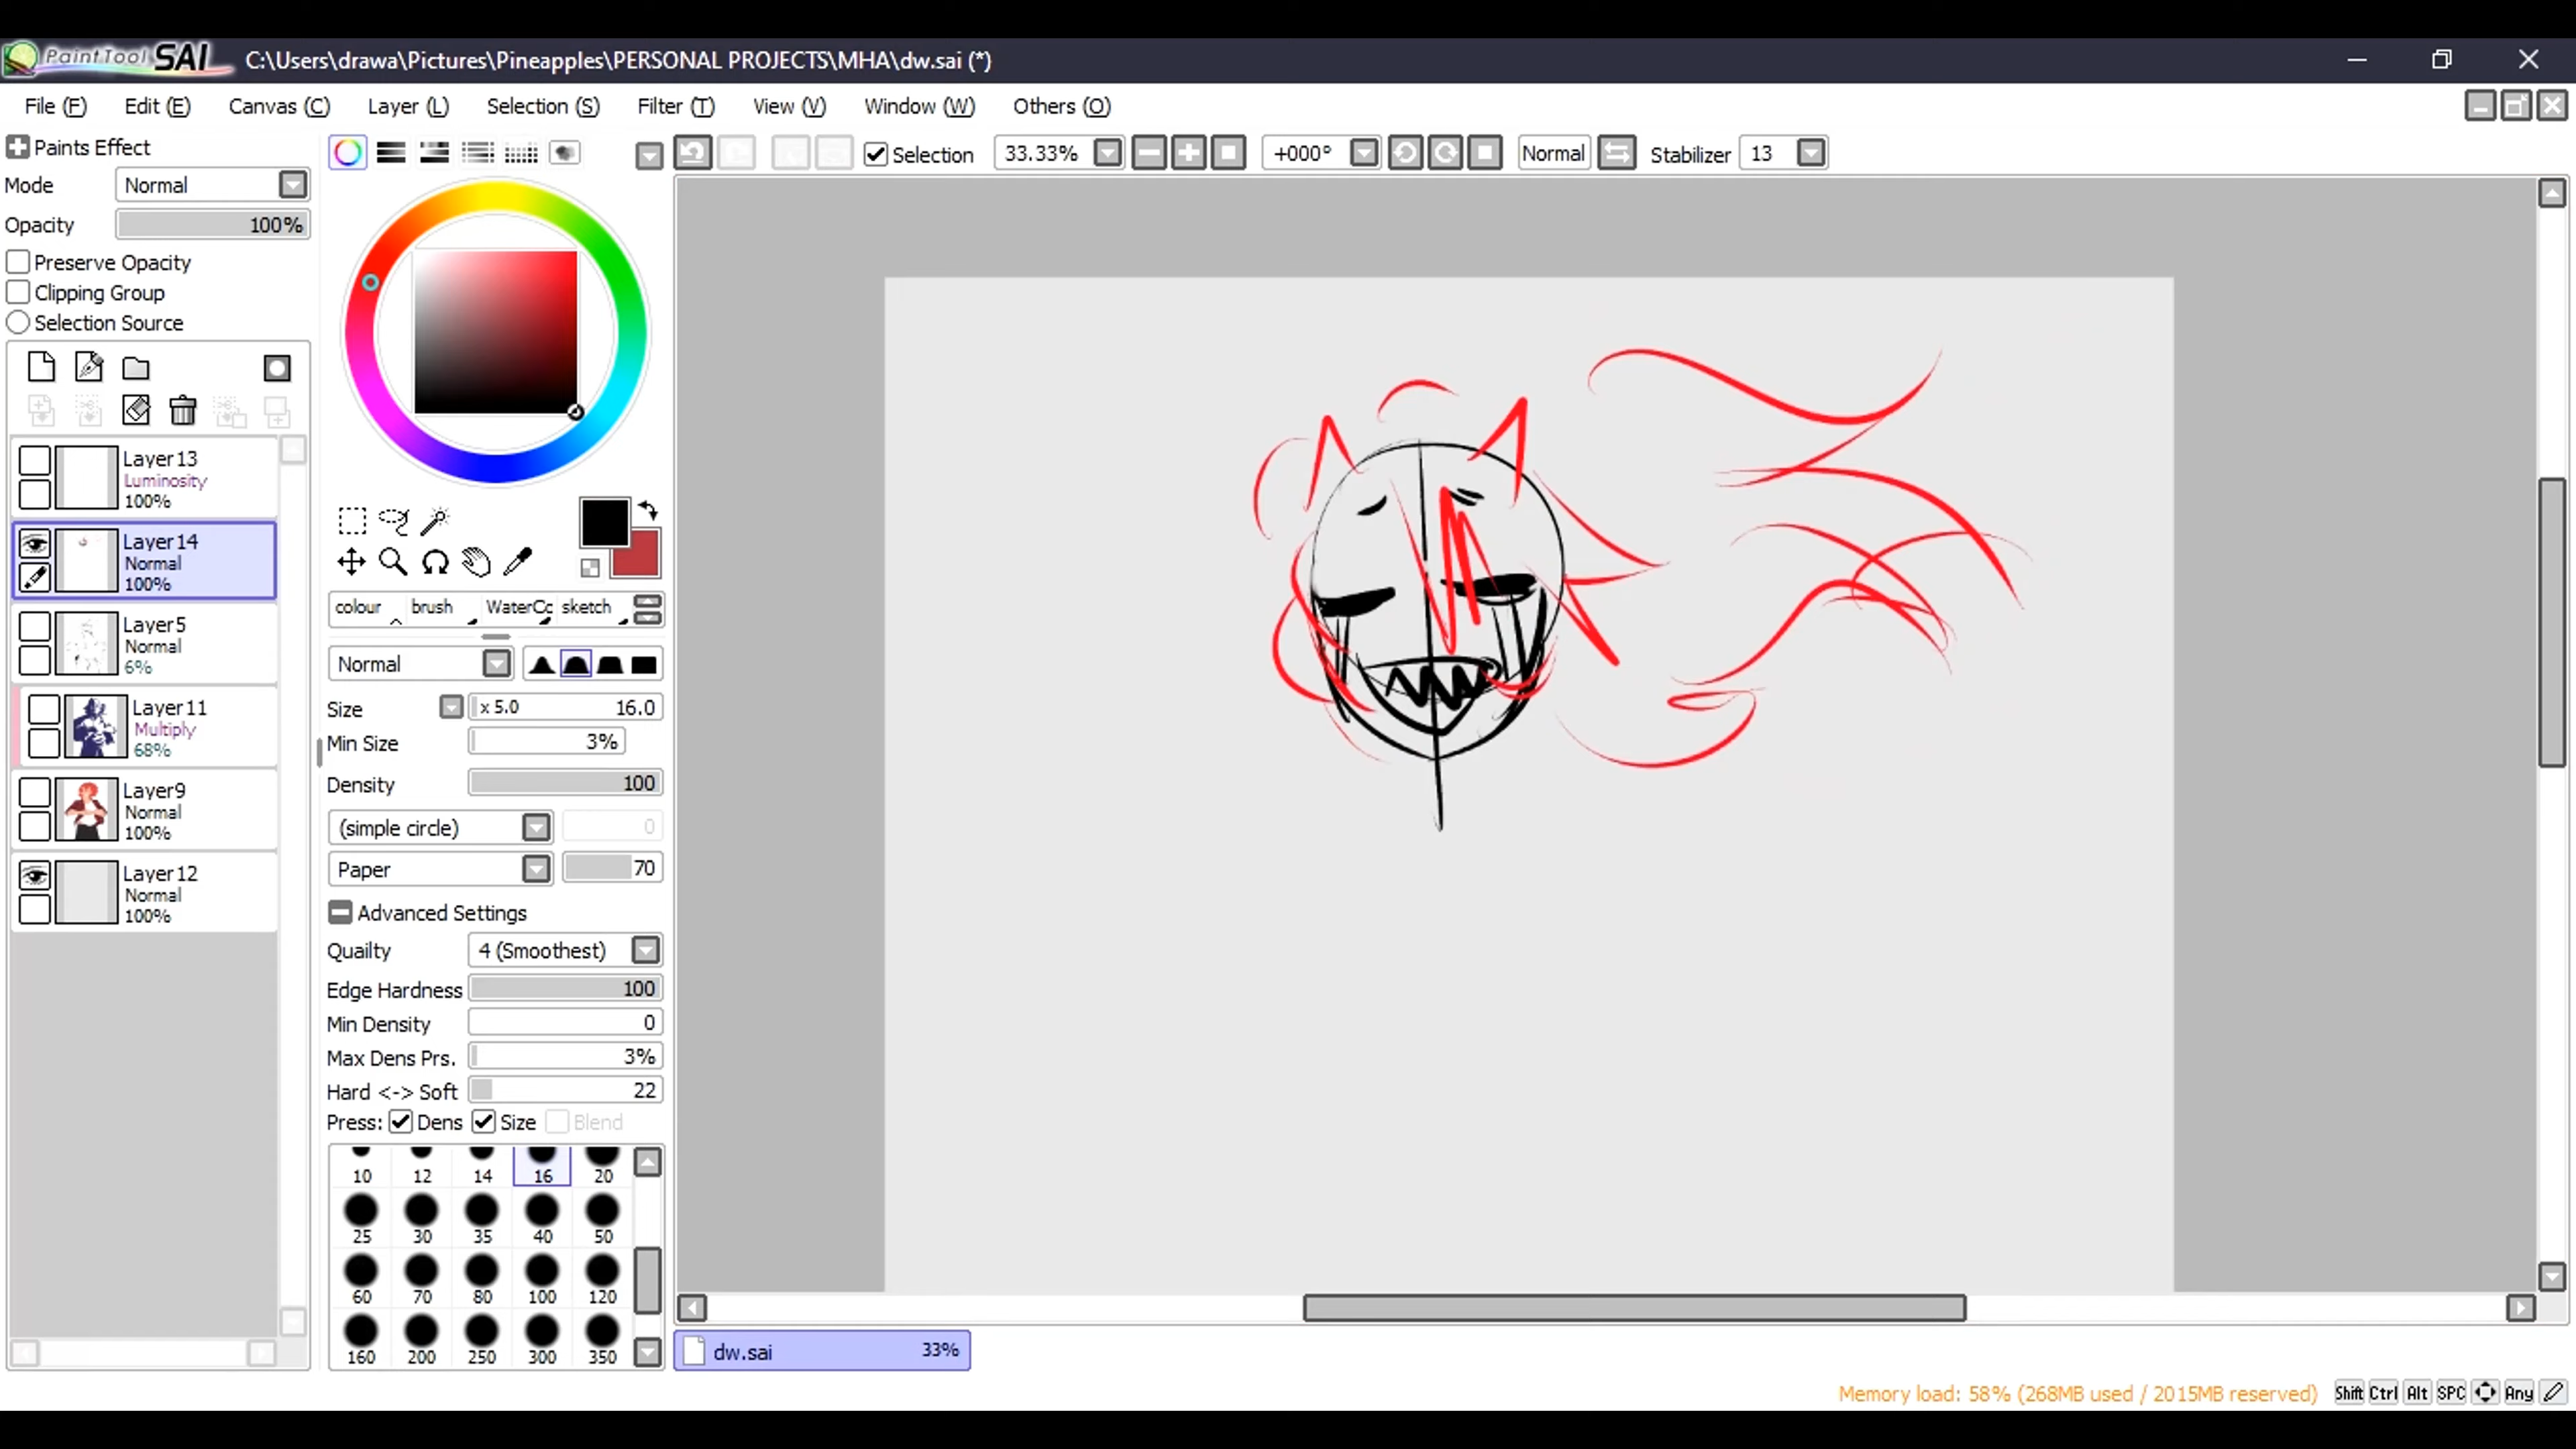 PaintTool SAI C:\Users\drawa\Pictures\Pineapples\PERSONAL PROJECTS\MHA\dw.sai (*)
File (F) Edit (E) Canvas (C) Layer (L) Selection (S) Filter (T) View (V) Window (W) Others (O)
Selection 33.33% +000° Normal Stabilizer 13
Paints Effect
Mode Normal
Opacity 100%
Preserve Opacity
Clipping Group
Selection Source
Layer13
Luminosity
100%
Layer14
Normal
100%
Layer5
Normal
6%
Layer11
Multiply
68%
Layer9
Normal
100%
Layer12
Normal
100%
colour brush WaterCc sketch
Normal
Size x 5.0 16.0
Min Size 3%
Density 100
(simple circle) 0
Paper 70
Advanced Settings
Quailty 4 (Smoothest)
Edge Hardness 100
Min Density 0
Max Dens Prs. 3%
Hard <-> Soft 22
Press: Dens Size Blend
10 12 14 16 20
25 30 35 40 50
60 70 80 100 120
160 200 250 300 350
dw.sai 33%
Memory load: 58% (268MB used / 2015MB reserved) Shift Ctrl Alt SPC Any